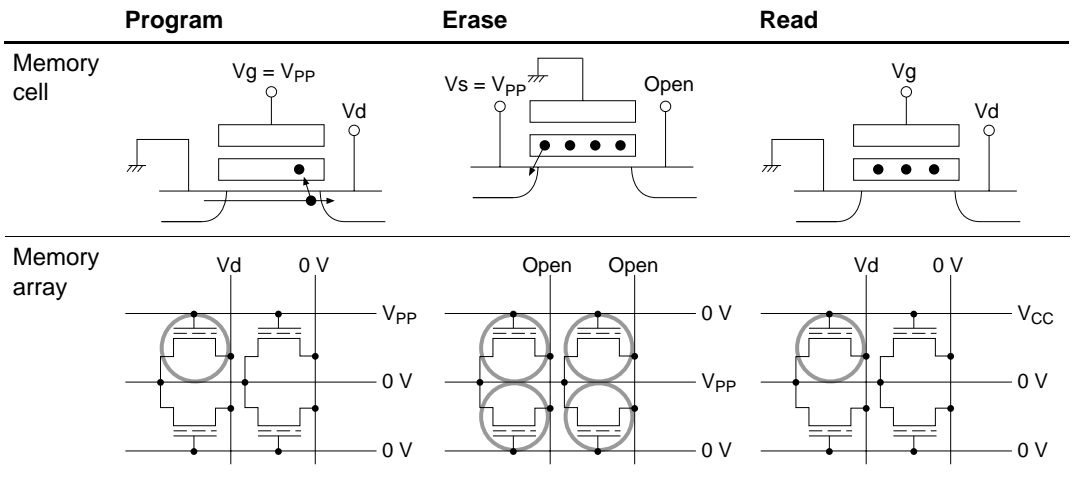 Program Erase Read
Memory cell
Vg = VPP
Vd
Vs = VPP
Open
Vg
Vd
Memory array
Vd 0 V
VPP
0 V
0 V
Open Open
0 V
VPP
0 V
Vd 0 V
VCC
0 V
0 V